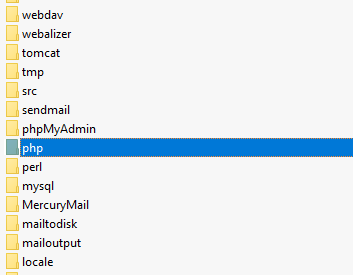 webdav
webalizer
tomcat
tmp
src
sendmail
phpMyAdmin
php
perl
mysql
MercuryMail
mailtodisk
mailoutput
locale